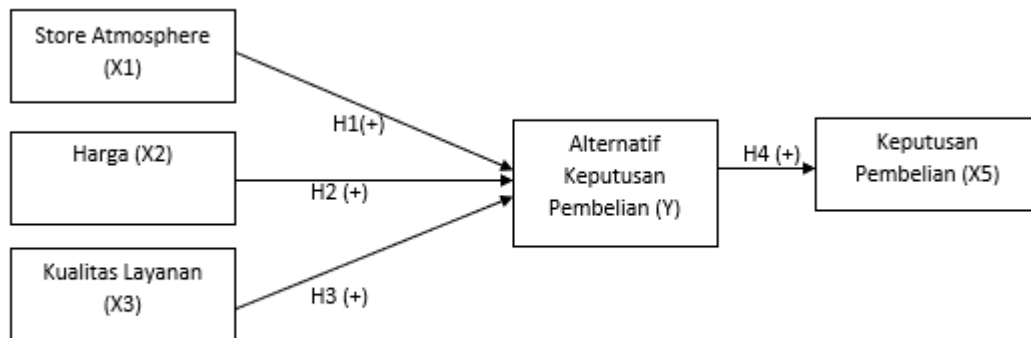 Store Atmosphere
(X1)
H1(+)
Harga (X2)
H2 (+)
Kualitas Layanan
(X3)
H3 (+)
Alternatif
Keputusan
Pembelian (Y)
H4 (+)
Keputusan
Pembelian (X5)